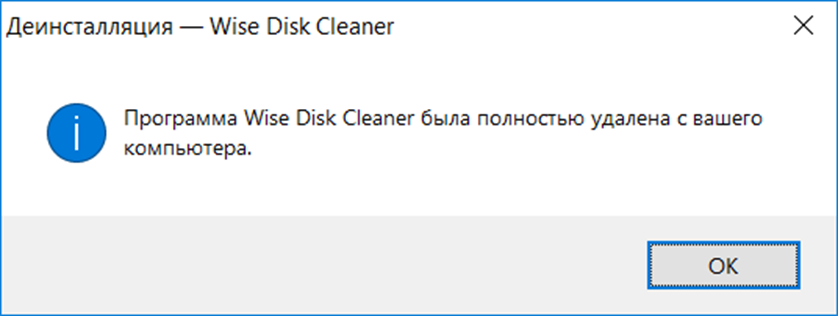 Деинсталляция — Wise Disk Cleaner
Программа Wise Disk Cleaner была полностью удалена с вашего
компьютера.
OK